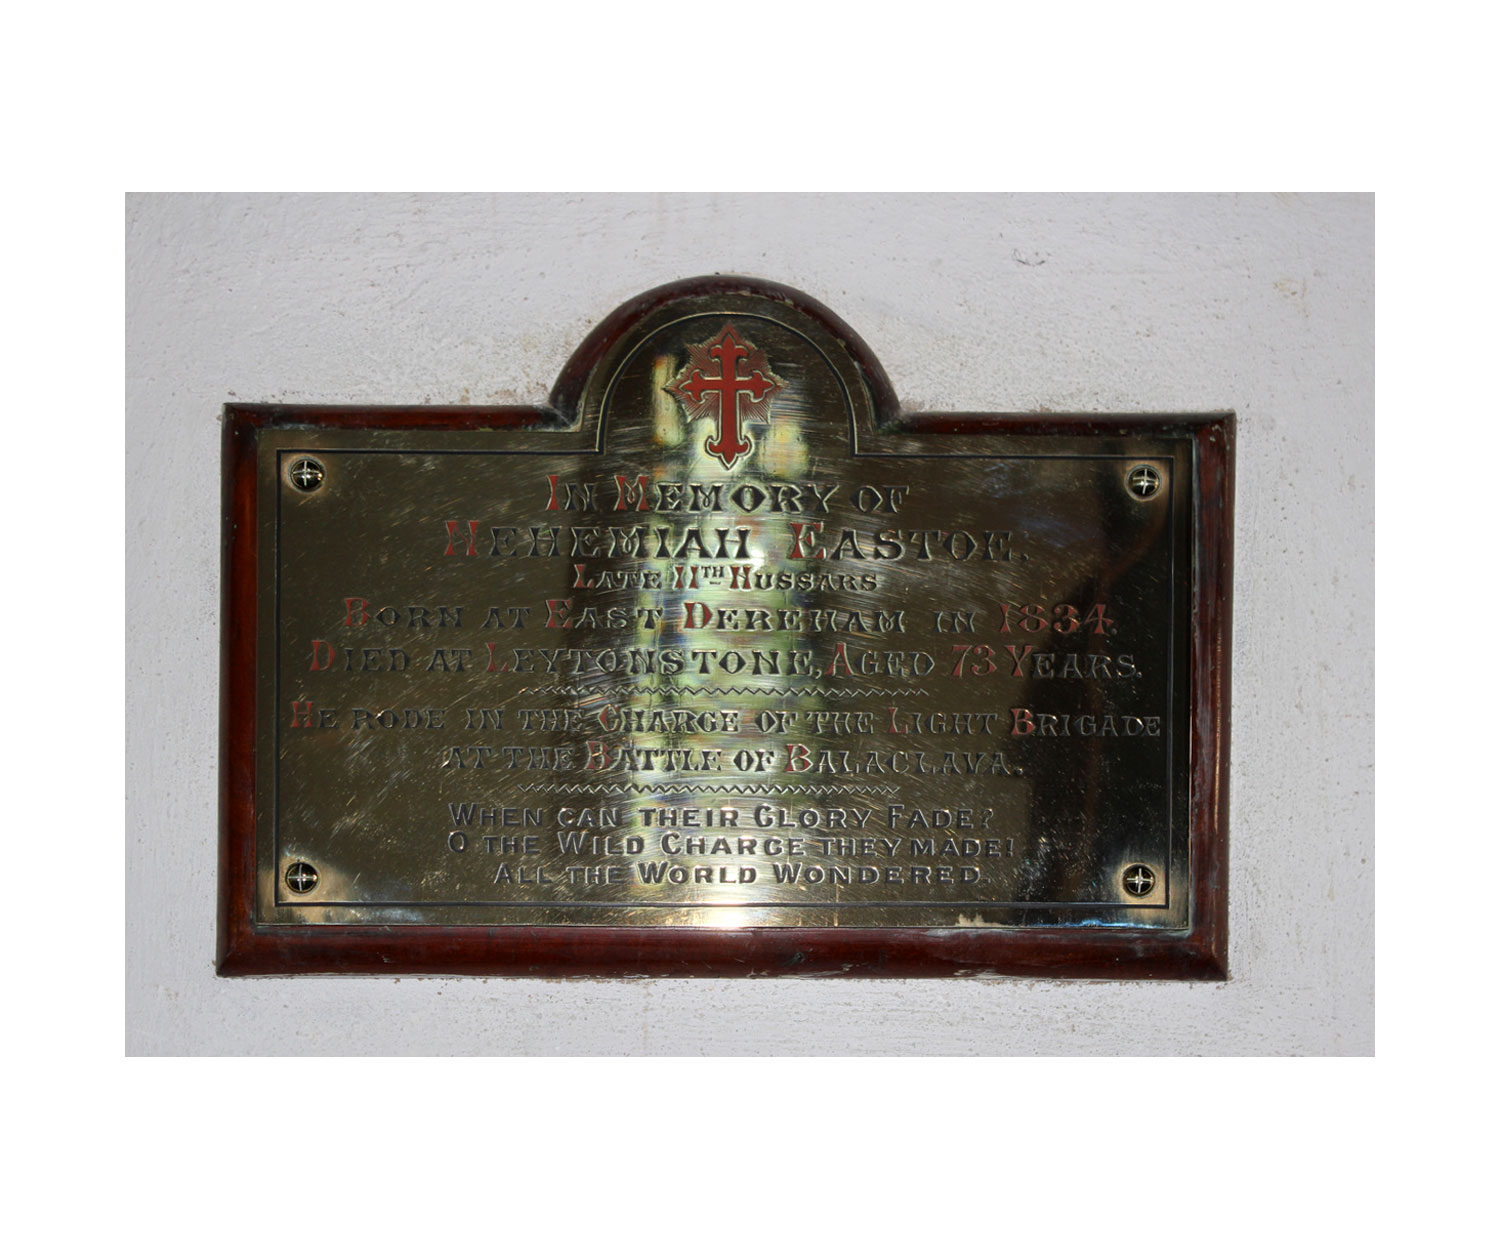 In Memory of
Nehemiah Eastoe.
Late 11th Hussars
Born at East Dereham in 1834.
Died at Leytonstone, Aged 73 Years.
He rode in the Charge of the Light Brigade
at the Battle of Balaclava.
When can their Glory Fade?
O the Wild Charge they made!
All the World Wondered.